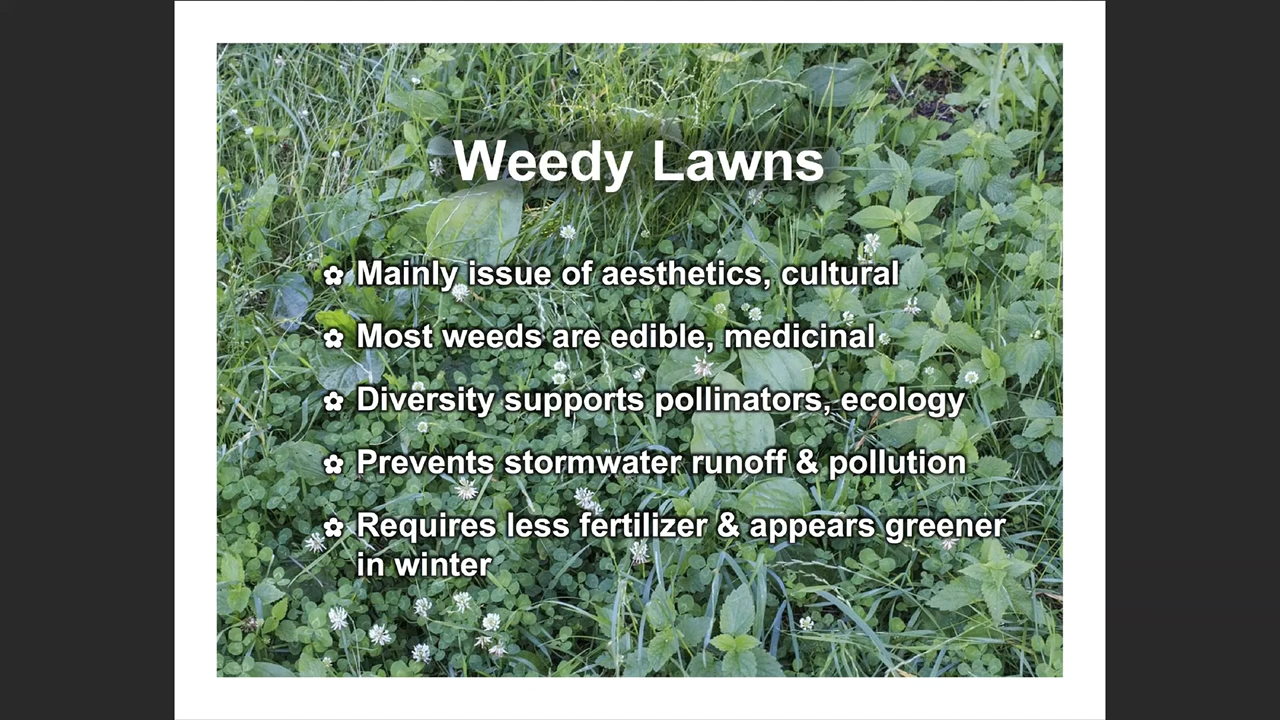 Weedy Lawns
✿ Mainly issue of aesthetics, cultural
✿ Most weeds are edible, medicinal
✿ Diversity supports pollinators, ecology
✿ Prevents stormwater runoff & pollution
✿ Requires less fertilizer & appears greener
in winter